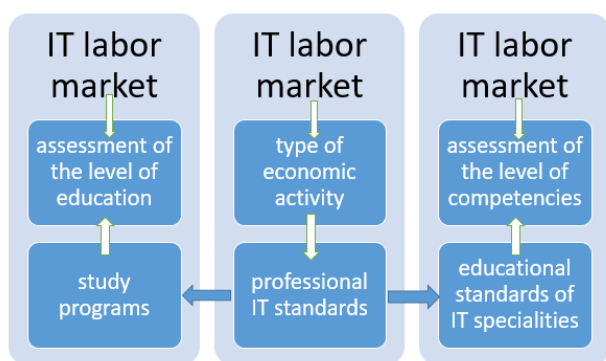 IT labor
market
assessment of
the level of
education
study
programs
IT labor
market
type of
economic
activity
professional
IT standards
IT labor
market
assessment of
the level of
competencies
educational
standards of
IT specialities